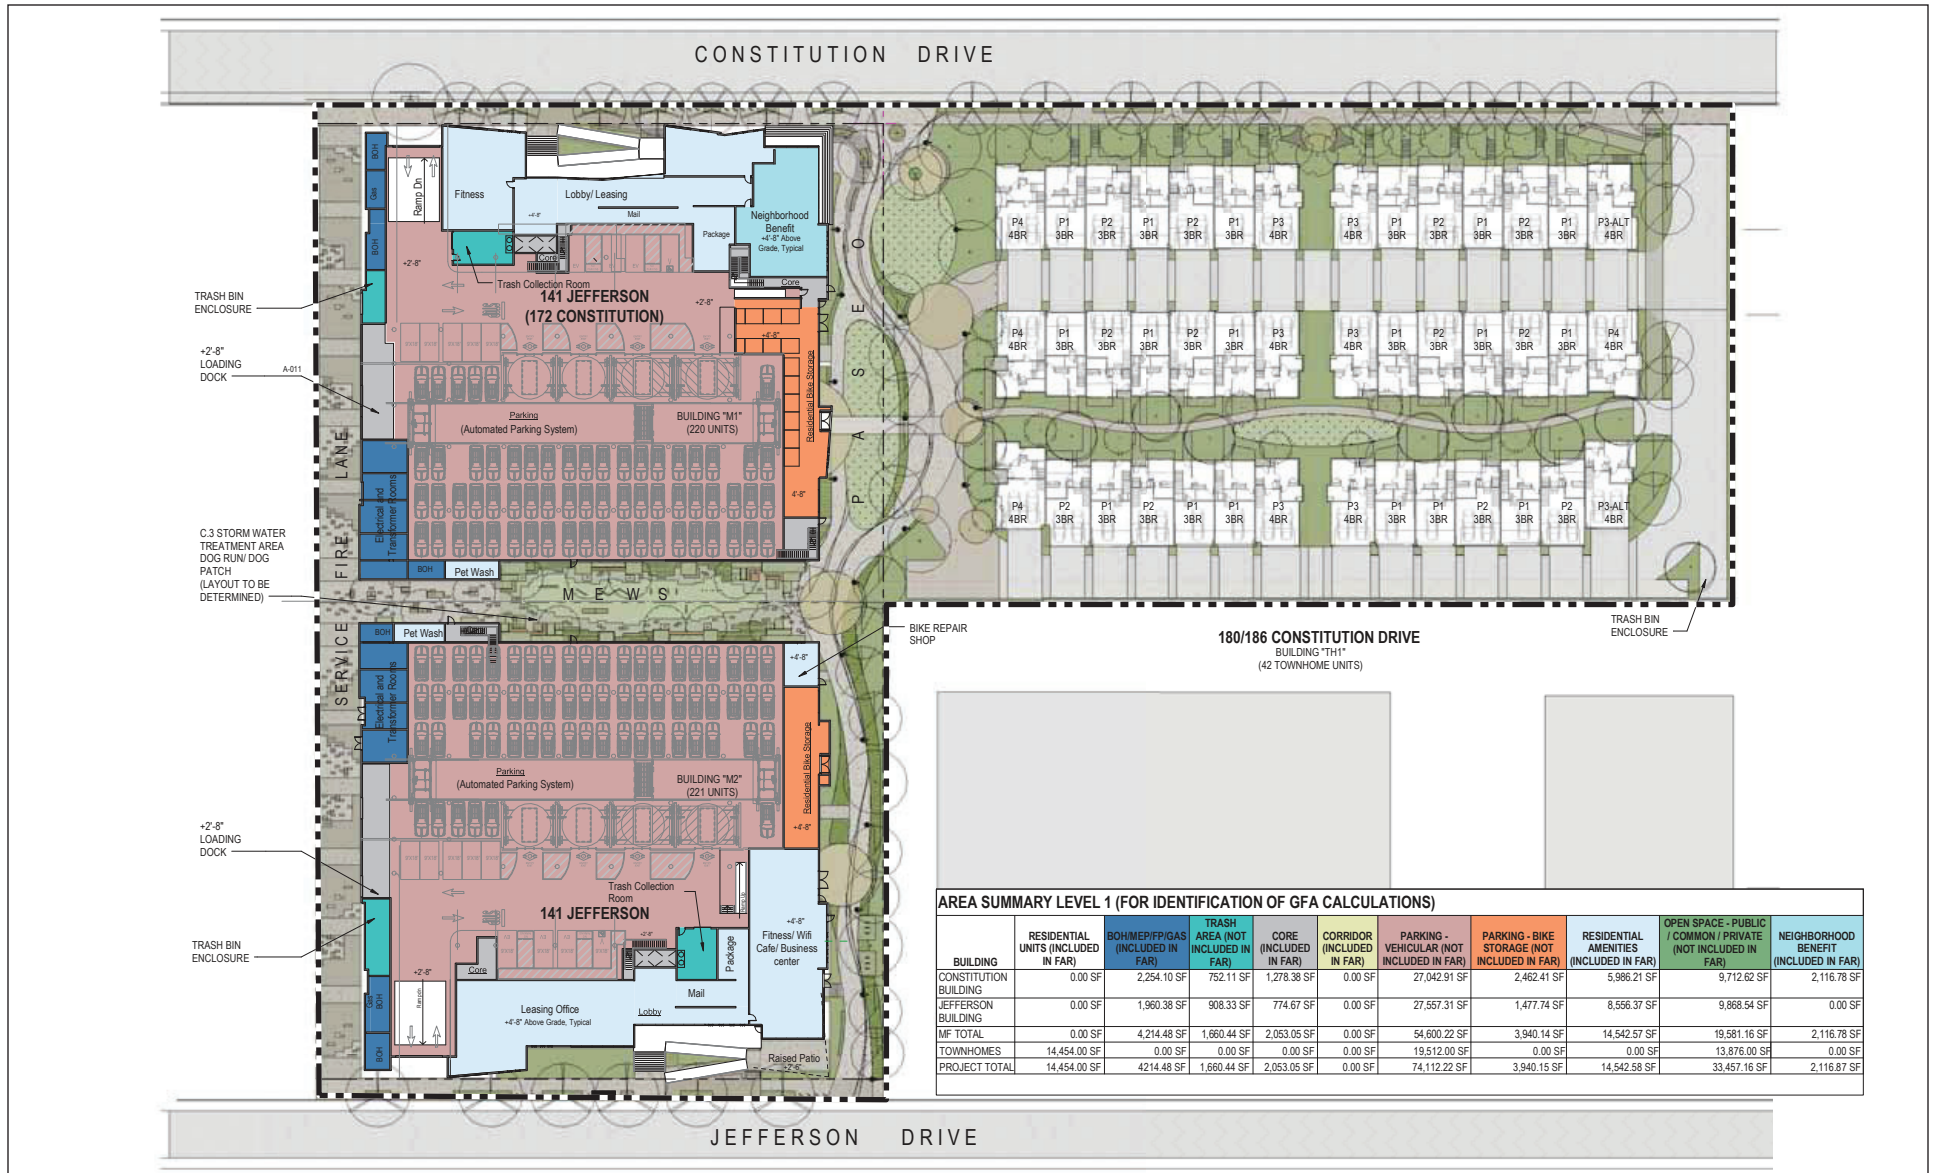 CONSTITUTION DRIVE
BOH
Gas
BOH
Ramp Dn
Fitness
Lobby/ Leasing
+4'-8"
Mail
Package
Neighborhood
Benefit
+4'-8" Above
Grade, Typical
Core
Core
+2'-8"
Trash Collection Room
141 JEFFERSON
(172 CONSTITUTION)
+2'-8"
+4'-8"
TRASH BIN
ENCLOSURE
+2'-8"
LOADING
DOCK
A-011
Parking
(Automated Parking System)
BUILDING "M1"
(220 UNITS)
Residential Bike Storage
4'-8"
Electrical and
Transformer Rooms
BOH
Pet Wash
C.3 STORM WATER
TREATMENT AREA
DOG RUN/ DOG
PATCH
(LAYOUT TO BE
DETERMINED)
SERVICE FIRE LANE
MEWS
PASEO
P4
4BR
P1
3BR
P2
3BR
P1
3BR
P2
3BR
P1
3BR
P3
4BR
P3
4BR
P1
3BR
P2
3BR
P1
3BR
P2
3BR
P1
3BR
P3-ALT
4BR
P4
4BR
P1
3BR
P2
3BR
P1
3BR
P2
3BR
P1
3BR
P3
4BR
P3
4BR
P1
3BR
P2
3BR
P1
3BR
P2
3BR
P1
3BR
P4
4BR
P4
4BR
P2
3BR
P1
3BR
P2
3BR
P1
3BR
P1
3BR
P3
4BR
P3
4BR
P1
3BR
P1
3BR
P2
3BR
P1
3BR
P2
3BR
P3-ALT
4BR
TRASH BIN
ENCLOSURE
180/186 CONSTITUTION DRIVE
BUILDING "TH1"
(42 TOWNHOME UNITS)
BOH
Pet Wash
+4'-8"
BIKE REPAIR
SHOP
Electrical and
Transformer Rooms
Parking
(Automated Parking System)
BUILDING "M2"
(221 UNITS)
Residential Bike Storage
+4'-8"
+2'-8"
LOADING
DOCK
Trash Collection
Room
141 JEFFERSON
+2'-8"
TRASH BIN
ENCLOSURE
+2'-8"
Core
Package
+4'-8"
Fitness/ Wifi
Cafe/ Business
center
Mail
Lobby
Leasing Office
+4'-8" Above Grade, Typical
Gas
BOH
BOH
Raised Patio
+2'-6"
AREA SUMMARY LEVEL 1 (FOR IDENTIFICATION OF GFA CALCULATIONS)
BUILDING
RESIDENTIAL
UNITS (INCLUDED
IN FAR)
BOH/MEP/FP/GAS
(INCLUDED IN
FAR)
TRASH
AREA (NOT
INCLUDED IN
FAR)
CORE
(INCLUDED
IN FAR)
CORRIDOR
(INCLUDED
IN FAR)
PARKING -
VEHICULAR (NOT
INCLUDED IN FAR)
PARKING - BIKE
STORAGE (NOT
INCLUDED IN FAR)
RESIDENTIAL
AMENITIES
(INCLUDED IN FAR)
OPEN SPACE - PUBLIC
/ COMMON / PRIVATE
(NOT INCLUDED IN
FAR)
NEIGHBORHOOD
BENEFIT
(INCLUDED IN FAR)
CONSTITUTION
BUILDING
0.00 SF 2,254.10 SF 752.11 SF 1,278.38 SF 0.00 SF 27,042.91 SF 2,462.41 SF 5,986.21 SF 9,712.62 SF 2,116.78 SF
JEFFERSON
BUILDING
0.00 SF 1,960.38 SF 908.33 SF 774.67 SF 0.00 SF 27,557.31 SF 1,477.74 SF 8,556.37 SF 9,868.54 SF 0.00 SF
MF TOTAL 0.00 SF 4,214.48 SF 1,660.44 SF 2,053.05 SF 0.00 SF 54,600.22 SF 3,940.14 SF 14,542.57 SF 19,581.16 SF 2,116.78 SF
TOWNHOMES 14,454.00 SF 0.00 SF 0.00 SF 0.00 SF 0.00 SF 19,512.00 SF 0.00 SF 0.00 SF 13,876.00 SF 0.00 SF
PROJECT TOTAL 14,454.00 SF 4214.48 SF 1,660.44 SF 2,053.05 SF 0.00 SF 74,112.22 SF 3,940.15 SF 14,542.58 SF 33,457.16 SF 2,116.87 SF
JEFFERSON DRIVE